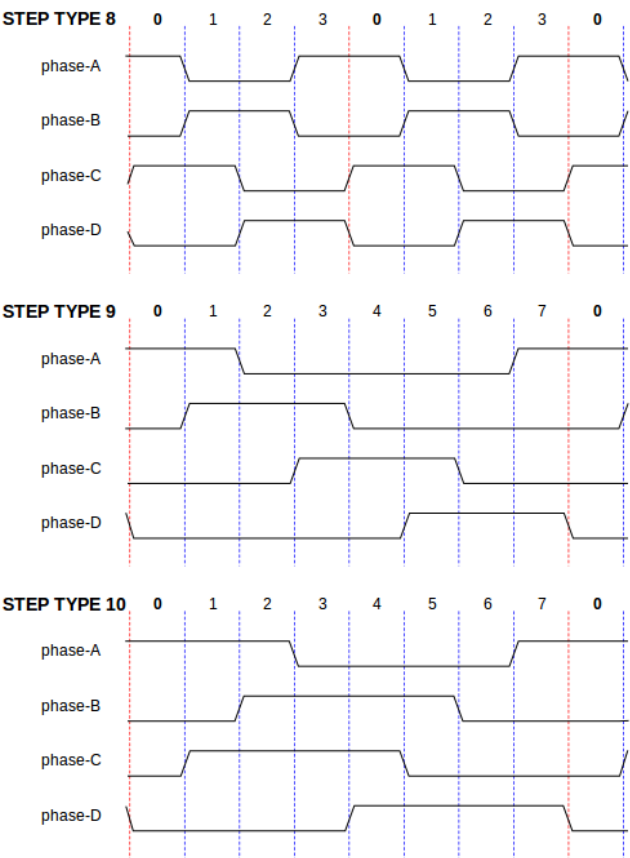 STEP TYPE 8 0 1 2 3 0 1 2 3 0
phase-A
phase-B
phase-C
phase-D
STEP TYPE 9 0 1 2 3 4 5 6 7 0
phase-A
phase-B
phase-C
phase-D
STEP TYPE 10 0 1 2 3 4 5 6 7 0
phase-A
phase-B
phase-C
phase-D